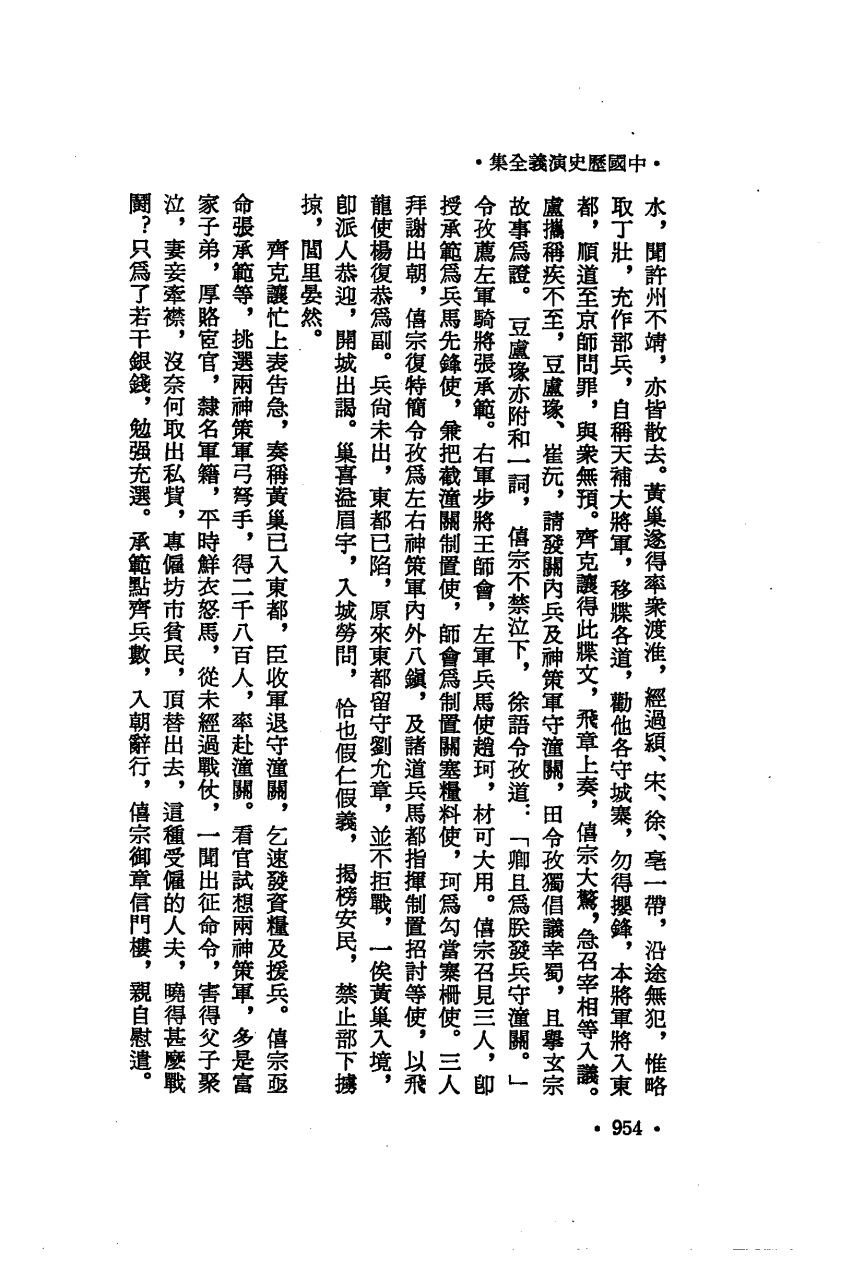 ·中國歷史演義全集·
水，聞許州不靖，亦皆散去。黃巢遂得率衆渡淮，經過潁、宋、徐、亳一帶，沿途無犯，惟略
取丁壯，充作部兵，自稱天補大將軍，移牒各道，勸他各守城寨，勿得攖鋒，本將軍將入東
都，順道至京師問罪，與衆無預。齊克讓得此牒文，飛章上奏，僖宗大驚，急召宰相等入議。
盧攜稱疾不至，豆盧瑑、崔沆，請發關內兵及神策軍守潼關，田令孜獨倡議幸蜀，且舉玄宗
故事爲證。豆盧瑑亦附和一詞，僖宗不禁泣下，徐語令孜道：「卿且爲朕發兵守潼關。」
令孜薦左軍騎將張承範。右軍步將王師會，左軍兵馬使趙珂，材可大用。僖宗召見三人，卽
授承範爲兵馬先鋒使，兼把截潼關制置使，師會爲制置關塞糧料使，珂爲勾當寨柵使。三人
拜謝出朝，僖宗復特簡令孜爲左右神策軍內外八鎭，及諸道兵馬都指揮制置招討等使，以飛
龍使楊復恭爲副。兵尙未出，東都已陷，原來東都留守劉允章，並不拒戰，一俟黃巢入境，
卽派人恭迎，開城出謁。巢喜溢眉宇，入城勞問，恰也假仁假義，揭榜安民，禁止部下擄
掠，閭里晏然。
齊克讓忙上表告急，奏稱黃巢已入東都，臣收軍退守潼關，乞速發資糧及援兵。僖宗亟
命張承範等，挑選兩神策軍弓弩手，得二千八百人，率赴潼關。看官試想兩神策軍，多是富
家子弟，厚賂宦官，隸名軍籍，平時鮮衣怒馬，從未經過戰仗，一聞出征命令，害得父子聚
泣，妻妾牽襟，沒奈何取出私貲，專僱坊市貧民，頂替出去，這種受僱的人夫，曉得甚麼戰
鬭？只爲了若干銀錢，勉强充選。承範點齊兵數，入朝辭行，僖宗御章信門樓，親自慰遣。
·954·